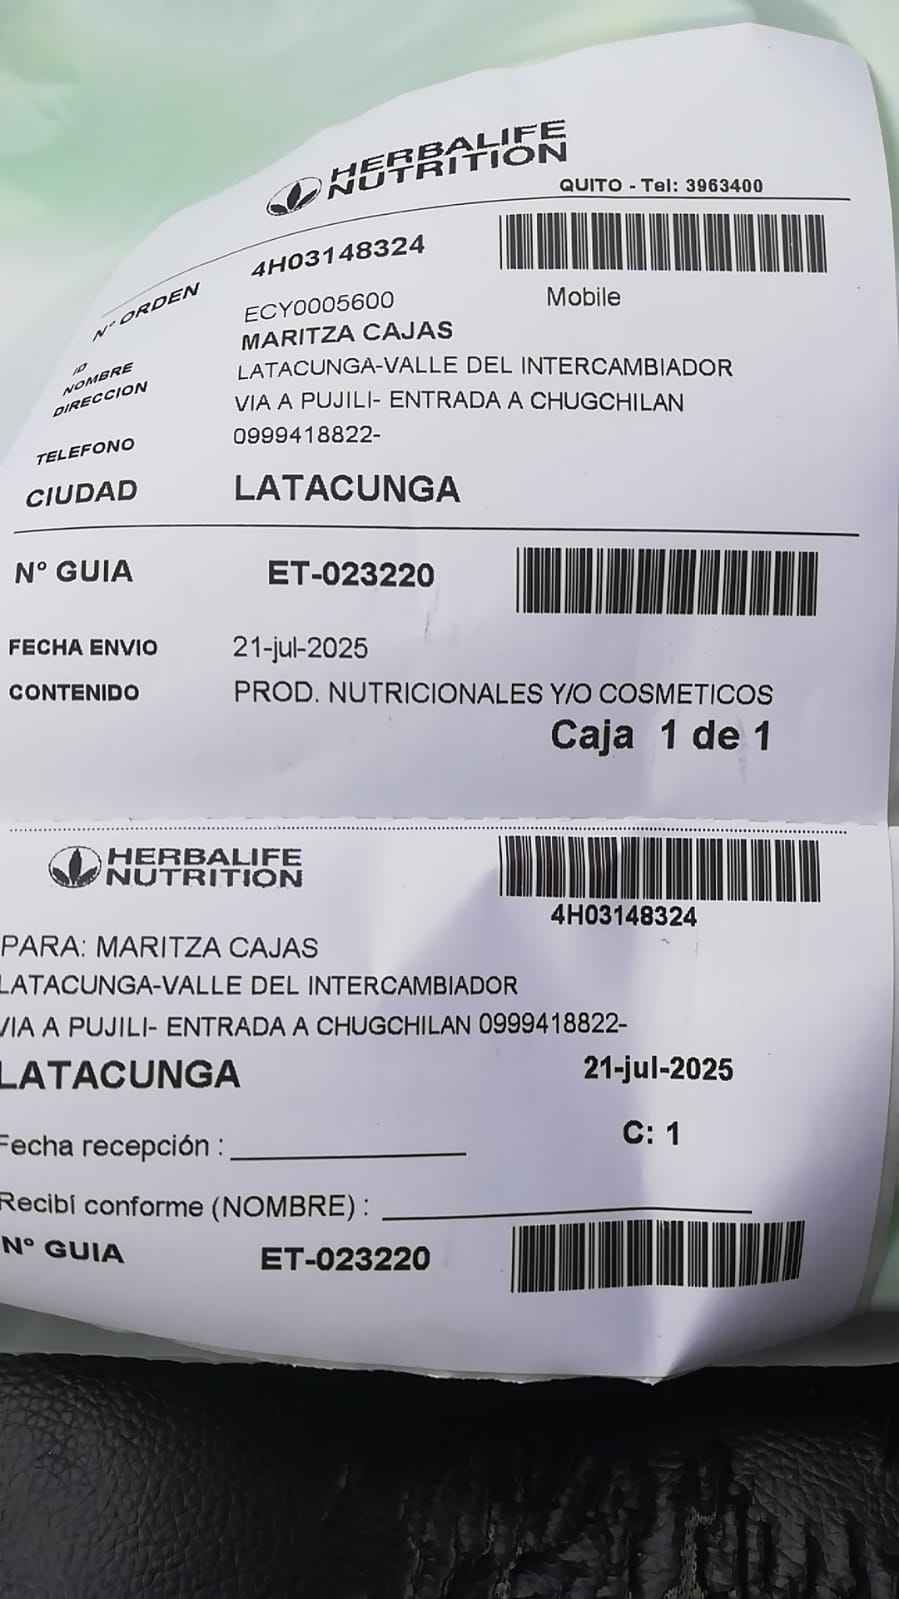 HERBALIFE
NUTRITION
QUITO - Tel: 3963400
N° ORDEN 4H03148324
Mobile
ID ECY0005600
NOMBRE MARITZA CAJAS
DIRECCION LATACUNGA-VALLE DEL INTERCAMBIADOR
VIA A PUJILI- ENTRADA A CHUGCHILAN
TELEFONO 0999418822-
CIUDAD LATACUNGA
N° GUIA ET-023220
FECHA ENVIO 21-jul-2025
CONTENIDO PROD. NUTRICIONALES Y/O COSMETICOS
Caja 1 de 1
HERBALIFE
NUTRITION
4H03148324
PARA: MARITZA CAJAS
LATACUNGA-VALLE DEL INTERCAMBIADOR
VIA A PUJILI- ENTRADA A CHUGCHILAN 0999418822-
LATACUNGA 21-jul-2025
C: 1
Fecha recepción :
Recibí conforme (NOMBRE) :
N° GUIA ET-023220